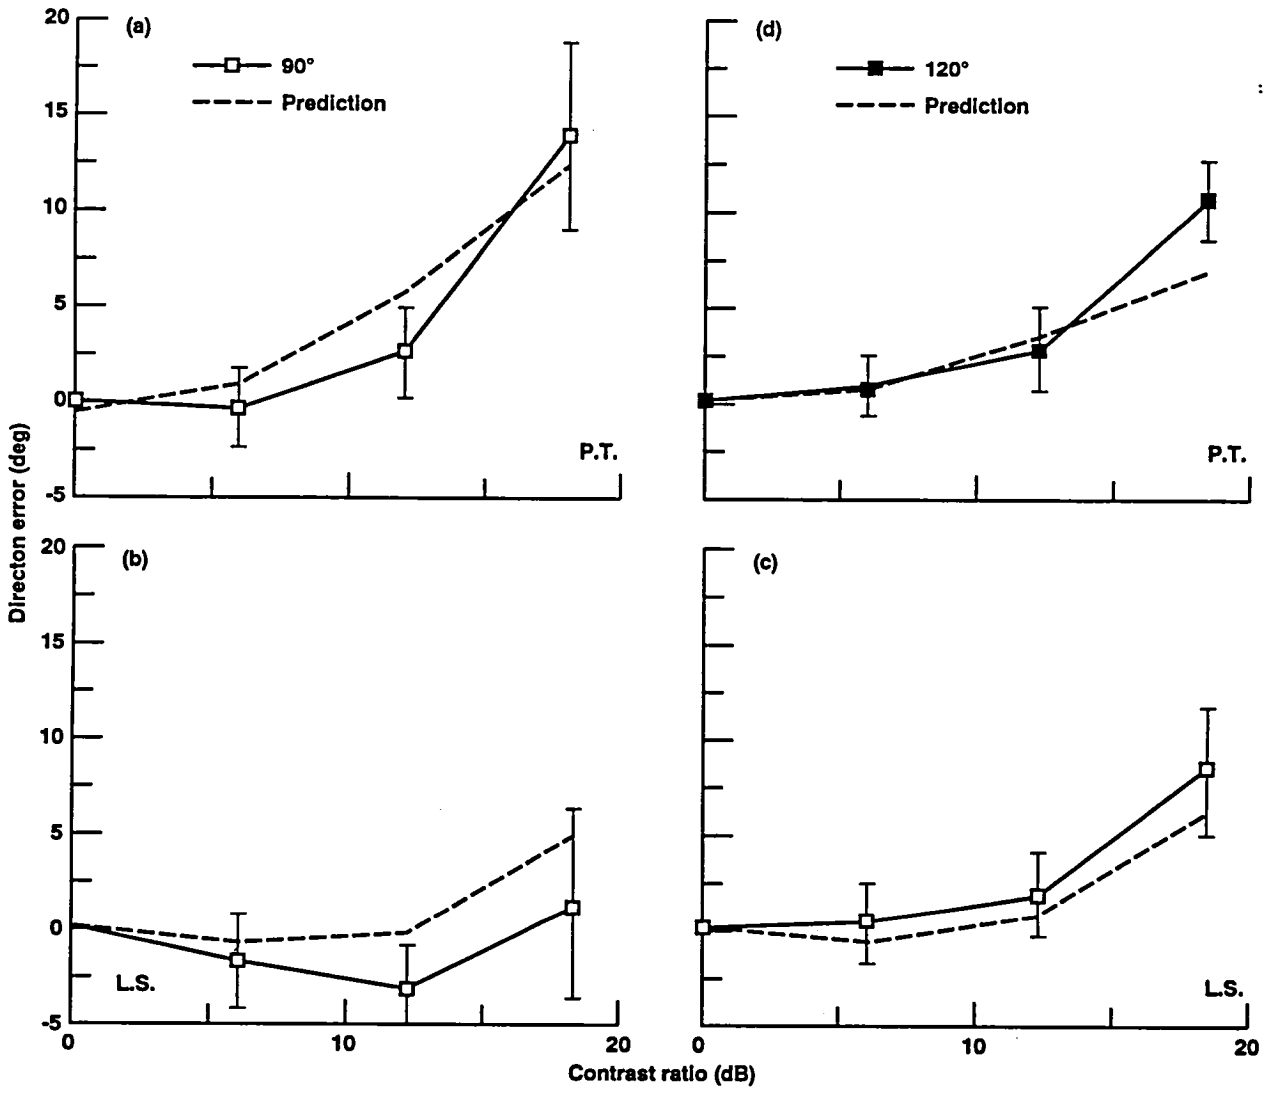 20
(a)
90°
Prediction
15
10
5
0
-5
P.T.
(d)
120°
Prediction
P.T.
Directon error (deg)
20
(b)
15
10
5
0
-5
L.S.
0
10
20
(c)
L.S.
0
10
20
Contrast ratio (dB)